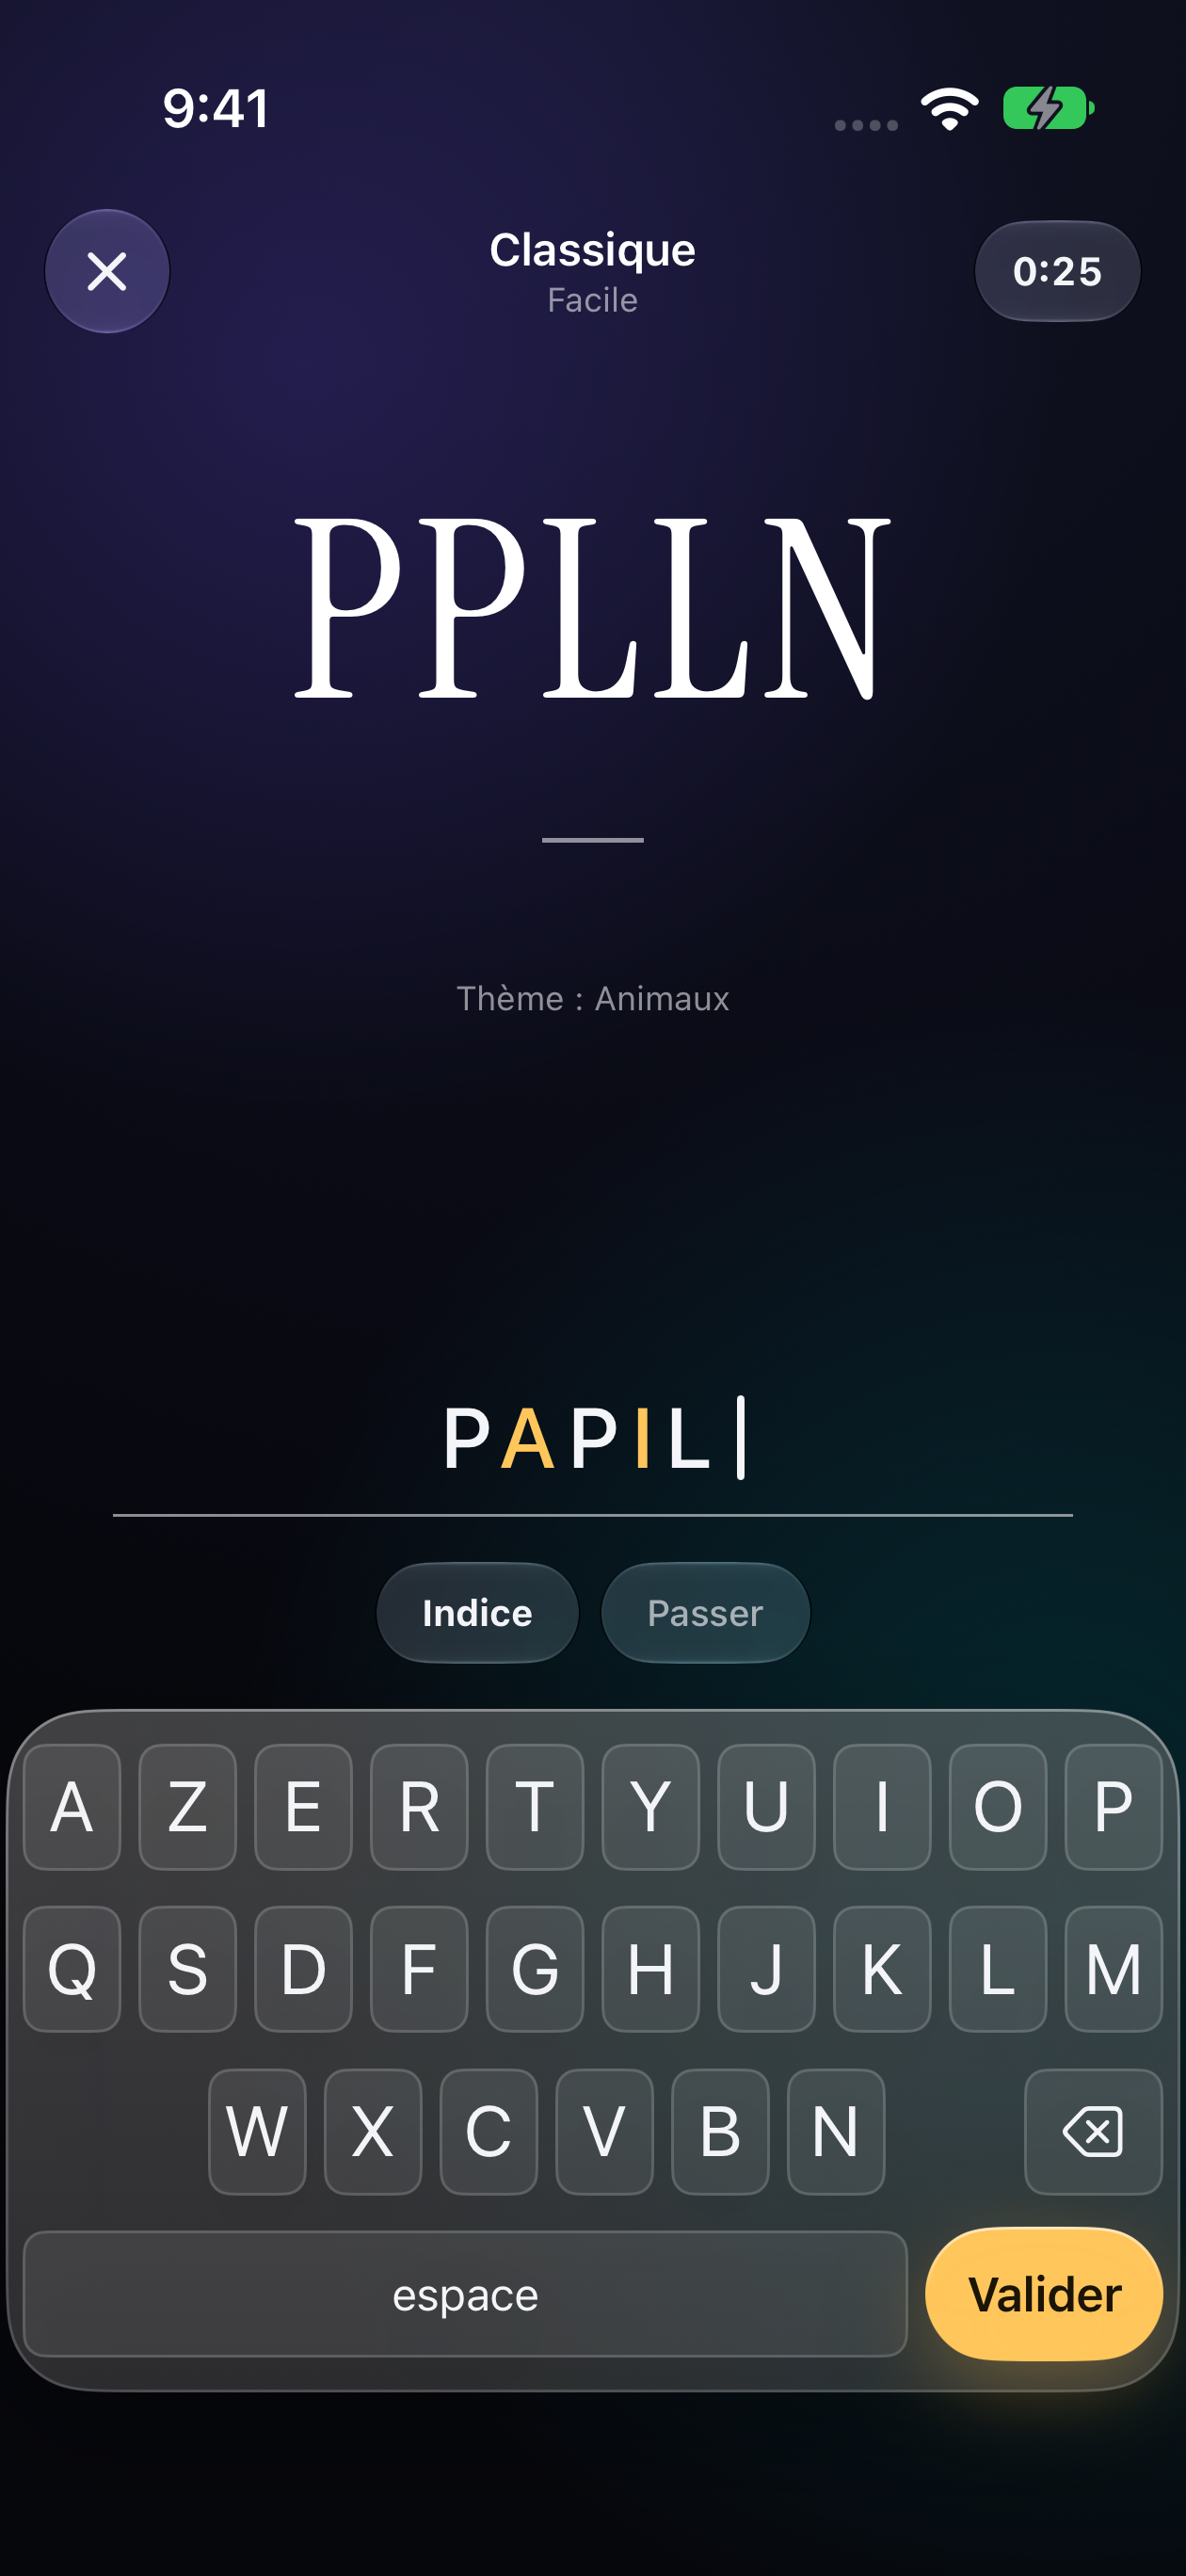 9:41
Classique
Facile
0:25
PPLLN
Thème : Animaux
PAPIL
Indice
Passer
A Z E R T Y U I O P
Q S D F G H J K L M
W X C V B N
espace
Valider